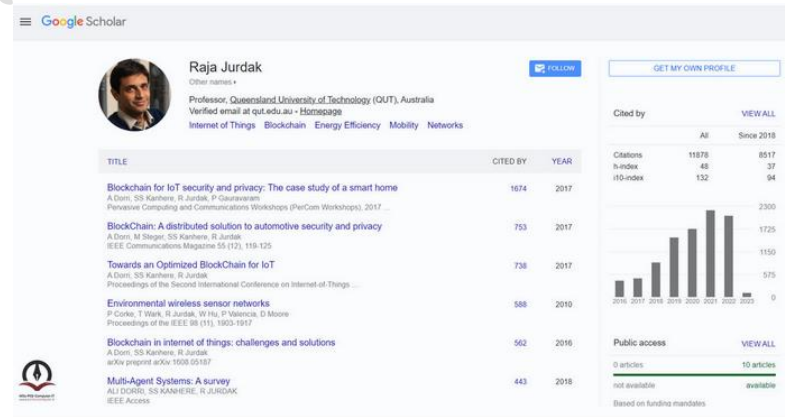 Google Scholar
Raja Jurdak
Other names
FOLLOW
Professor, Queensland University of Technology (QUT), Australia
Verified email at qut.edu.au - Homepage
Internet of Things Blockchain Energy Efficiency Mobility Networks
TITLE CITED BY YEAR
Blockchain for IoT security and privacy: The case study of a smart home 1674 2017
A Dorri, SS Kanhere, R Jurdak, P Gauravaram
Pervasive Computing and Communications Workshops (PerCom Workshops), 2017 ...
BlockChain: A distributed solution to automotive security and privacy 753 2017
A Dorri, M Steger, SS Kanhere, R Jurdak
IEEE Communications Magazine 55 (12), 119-125
Towards an Optimized BlockChain for IoT 738 2017
A Dorri, SS Kanhere, R Jurdak
Proceedings of the Second International Conference on Internet-of-Things ...
Environmental wireless sensor networks 588 2010
P Corke, T Wark, R Jurdak, W Hu, P Valencia, D Moore
Proceedings of the IEEE 98 (11), 1903-1917
Blockchain in internet of things: challenges and solutions 562 2016
A Dorri, SS Kanhere, R Jurdak
arXiv preprint arXiv:1608.05187
Multi-Agent Systems: A survey 443 2018
ALI DORRI, SS KANHERE, R JURDAK
IEEE Access
GET MY OWN PROFILE
Cited by VIEW ALL
All Since 2018
Citations 11878 8517
h-index 48 37
i10-index 132 94
2300
1725
1150
575
0
2016 2017 2018 2019 2020 2021 2022 2023
Public access VIEW ALL
0 articles 10 articles
not available available
Based on funding mandates